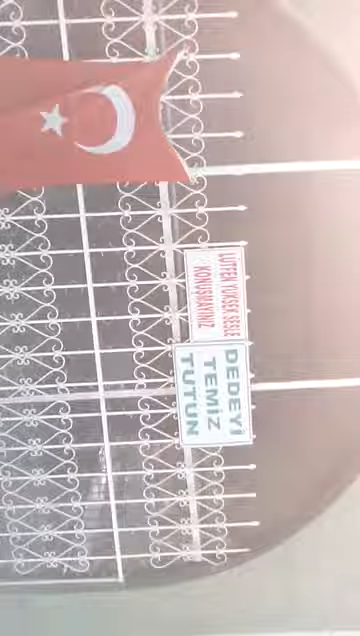 LÜTFEN YÜKSEK SESLE
KONUŞMAYINIZ
DEDEYİ
TEMİZ
TUTUN